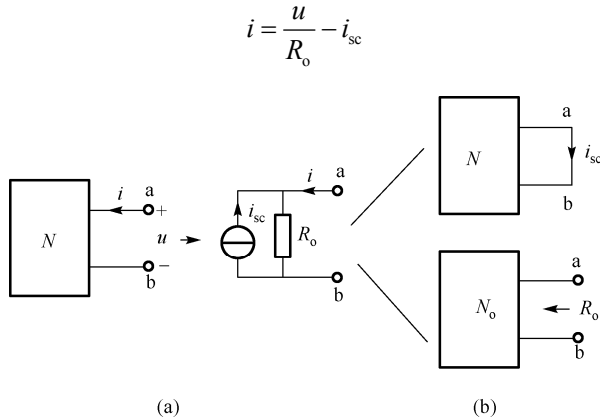 i = u/R_o − i_sc
a
N
i_sc
b
i a
+
N
u
b −
i a
i_sc
R_o
b
a
N_o
R_o
b
(a) (b)